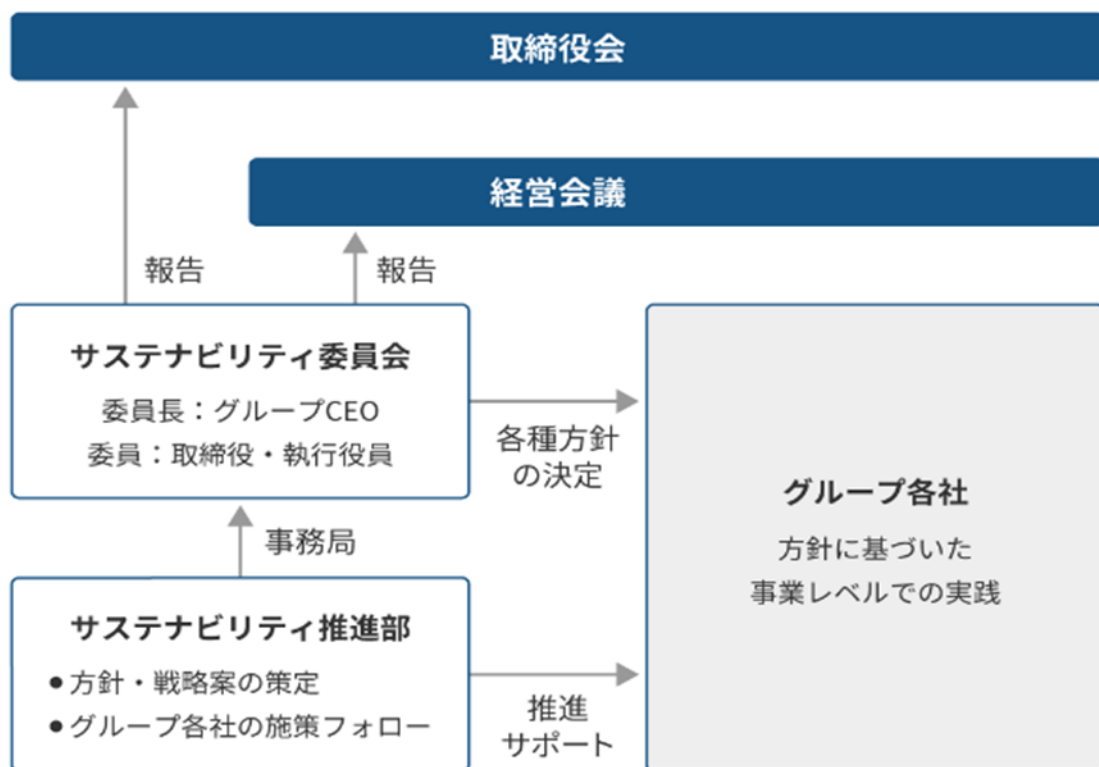 取締役会
経営会議
報告
報告
サステナビリティ委員会
委員長：グループCEO
委員：取締役・執行役員
各種方針
の決定
グループ各社
方針に基づいた
事業レベルでの実践
事務局
サステナビリティ推進部
●方針・戦略案の策定
●グループ各社の施策フォロー
推進
サポート